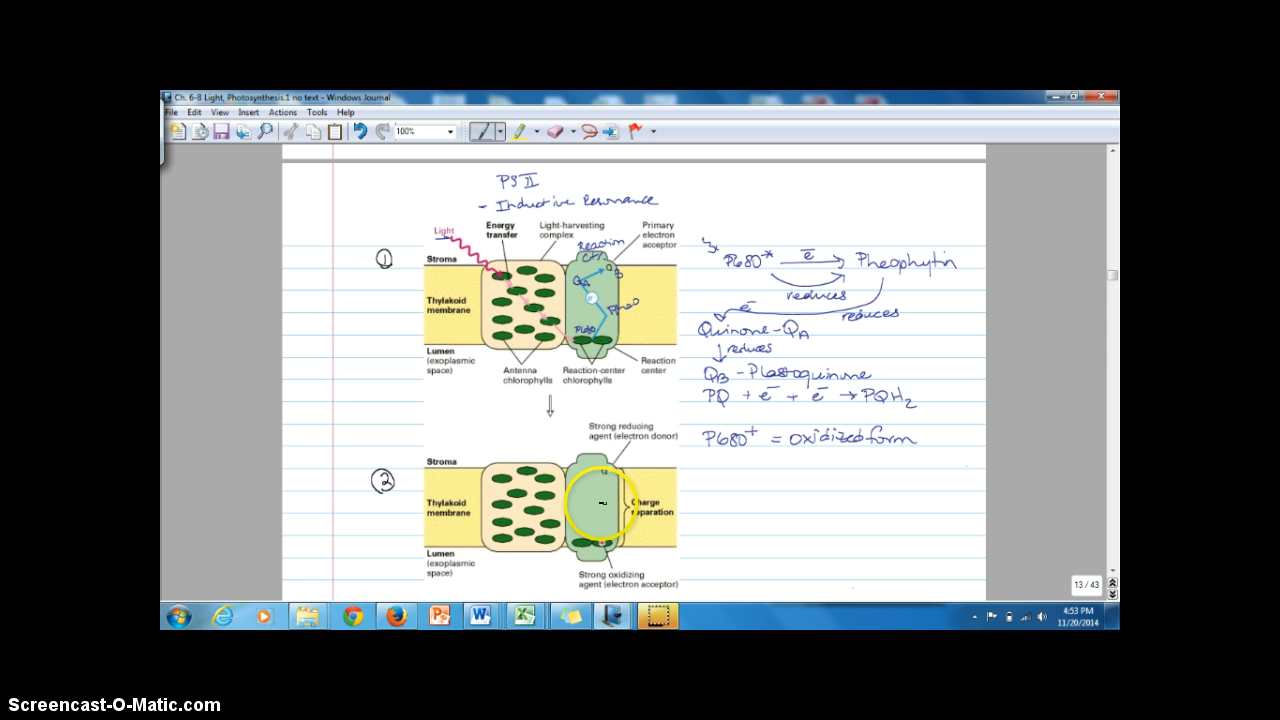 Ch. 6-8 Light, Photosynthesis.1 no text - Windows Journal
File Edit View Insert Actions Tools Help
100%
PS II
- Inductive Resonance
Light
Energy transfer
Light-harvesting complex
Reaction ctr
Primary electron acceptor
1
Stroma
Thylakoid membrane
Lumen
(exoplasmic space)
QA
QB
e
Pheo
P680
Antenna chlorophylls
Reaction-center chlorophylls
Reaction center
P680* e⁻ → Pheophytin
reduces
e⁻
reduces
Quinone-QA
↓ reduces
QB - Plastoquinone
PQ + e⁻ + e⁻ → PQH2
P680+ = oxidized form
Strong reducing agent (electron donor)
2
Stroma
Thylakoid membrane
Lumen
(exoplasmic space)
Charge separation
Strong oxidizing agent (electron acceptor)
13 / 43
4:53 PM
11/20/2014
Screencast-O-Matic.com